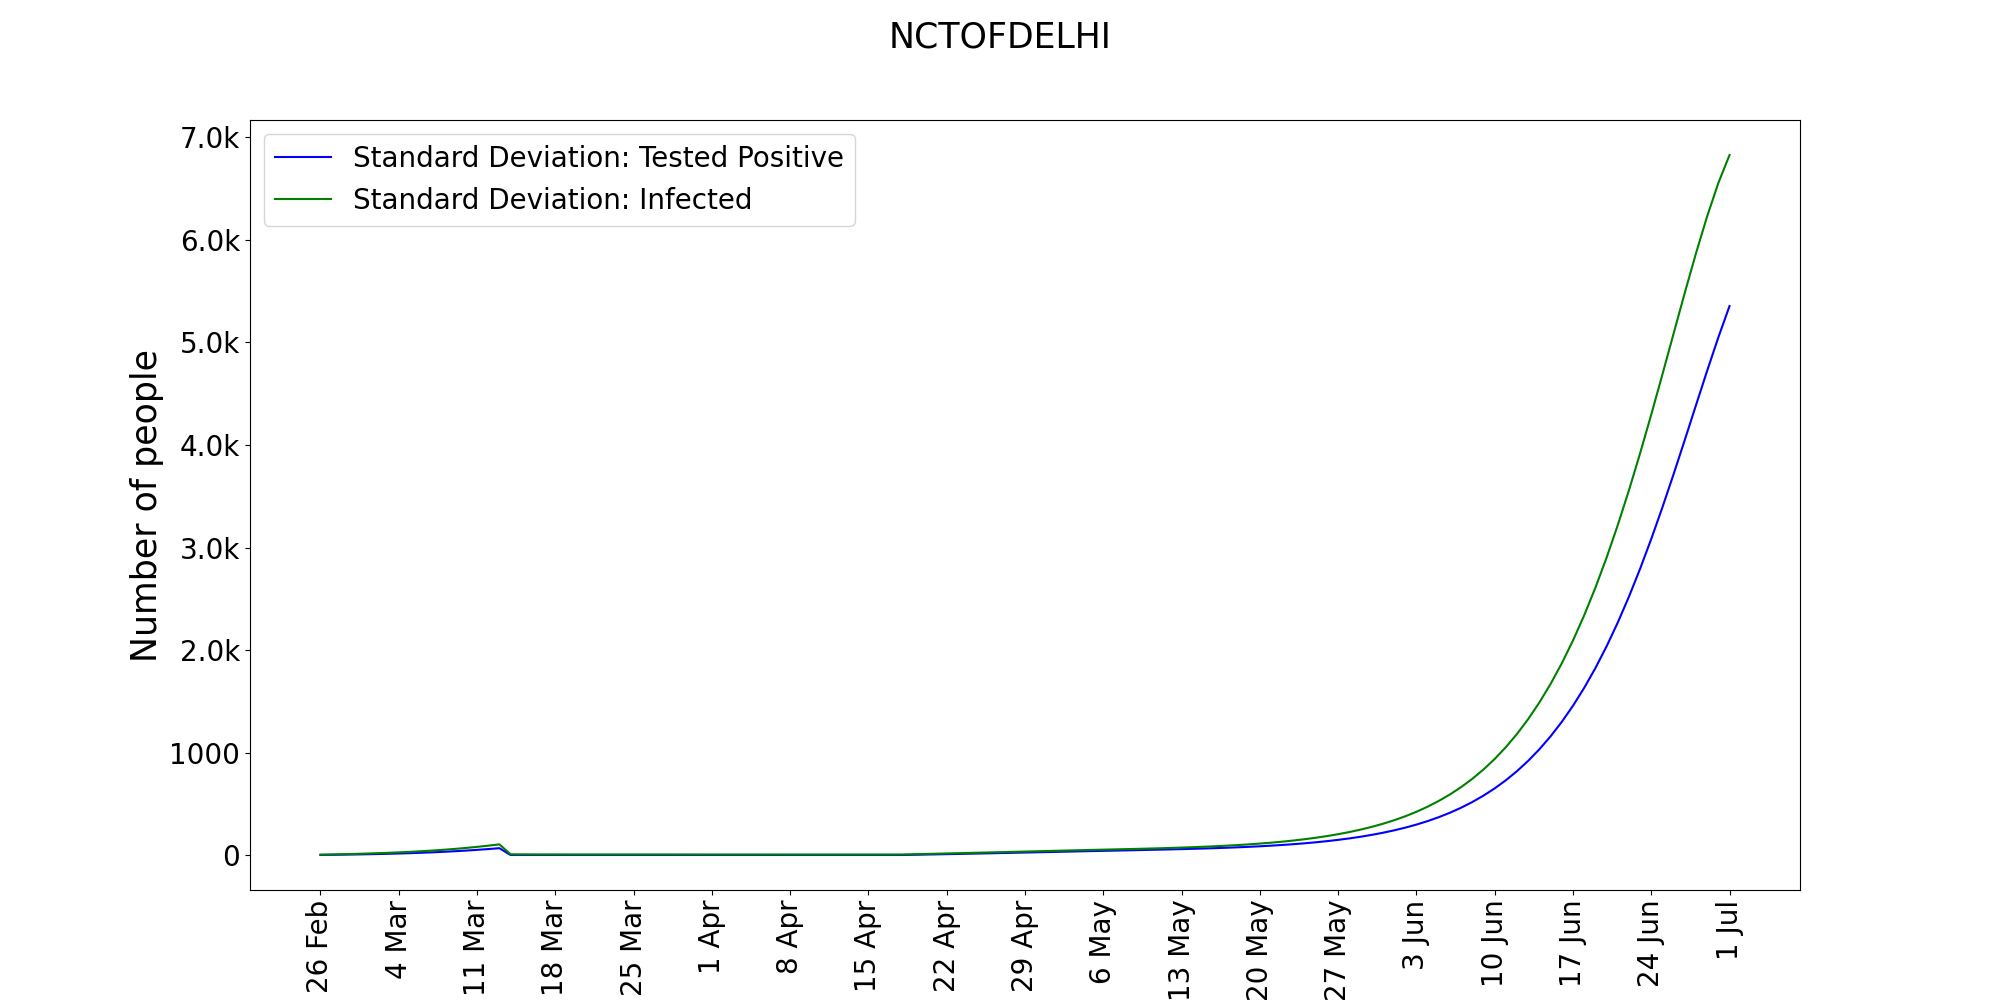 NCTOFDELHI
7.0k
6.0k
5.0k
4.0k
3.0k
2.0k
1000
0
Number of people
Standard Deviation: Tested Positive
Standard Deviation: Infected
26 Feb
4 Mar
11 Mar
18 Mar
25 Mar
1 Apr
8 Apr
15 Apr
22 Apr
29 Apr
6 May
13 May
20 May
27 May
3 Jun
10 Jun
17 Jun
24 Jun
1 Jul